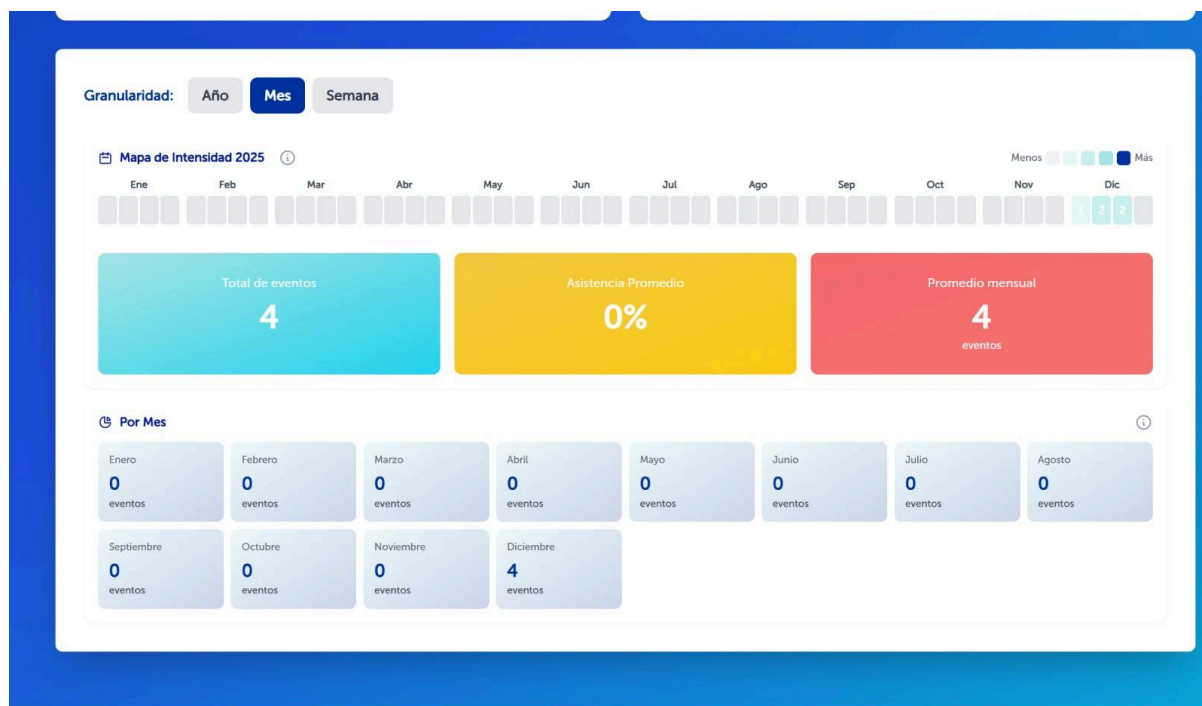 Granularidad: Año Mes Semana
Mapa de Intensidad 2025
Menos Más
Ene Feb Mar Abr May Jun Jul Ago Sep Oct Nov Dic
1 2 2
Total de eventos
4
Asistencia Promedio
0%
Promedio mensual
4
eventos
Por Mes
Enero
0
eventos
Febrero
0
eventos
Marzo
0
eventos
Abril
0
eventos
Mayo
0
eventos
Junio
0
eventos
Julio
0
eventos
Agosto
0
eventos
Septiembre
0
eventos
Octubre
0
eventos
Noviembre
0
eventos
Diciembre
4
eventos